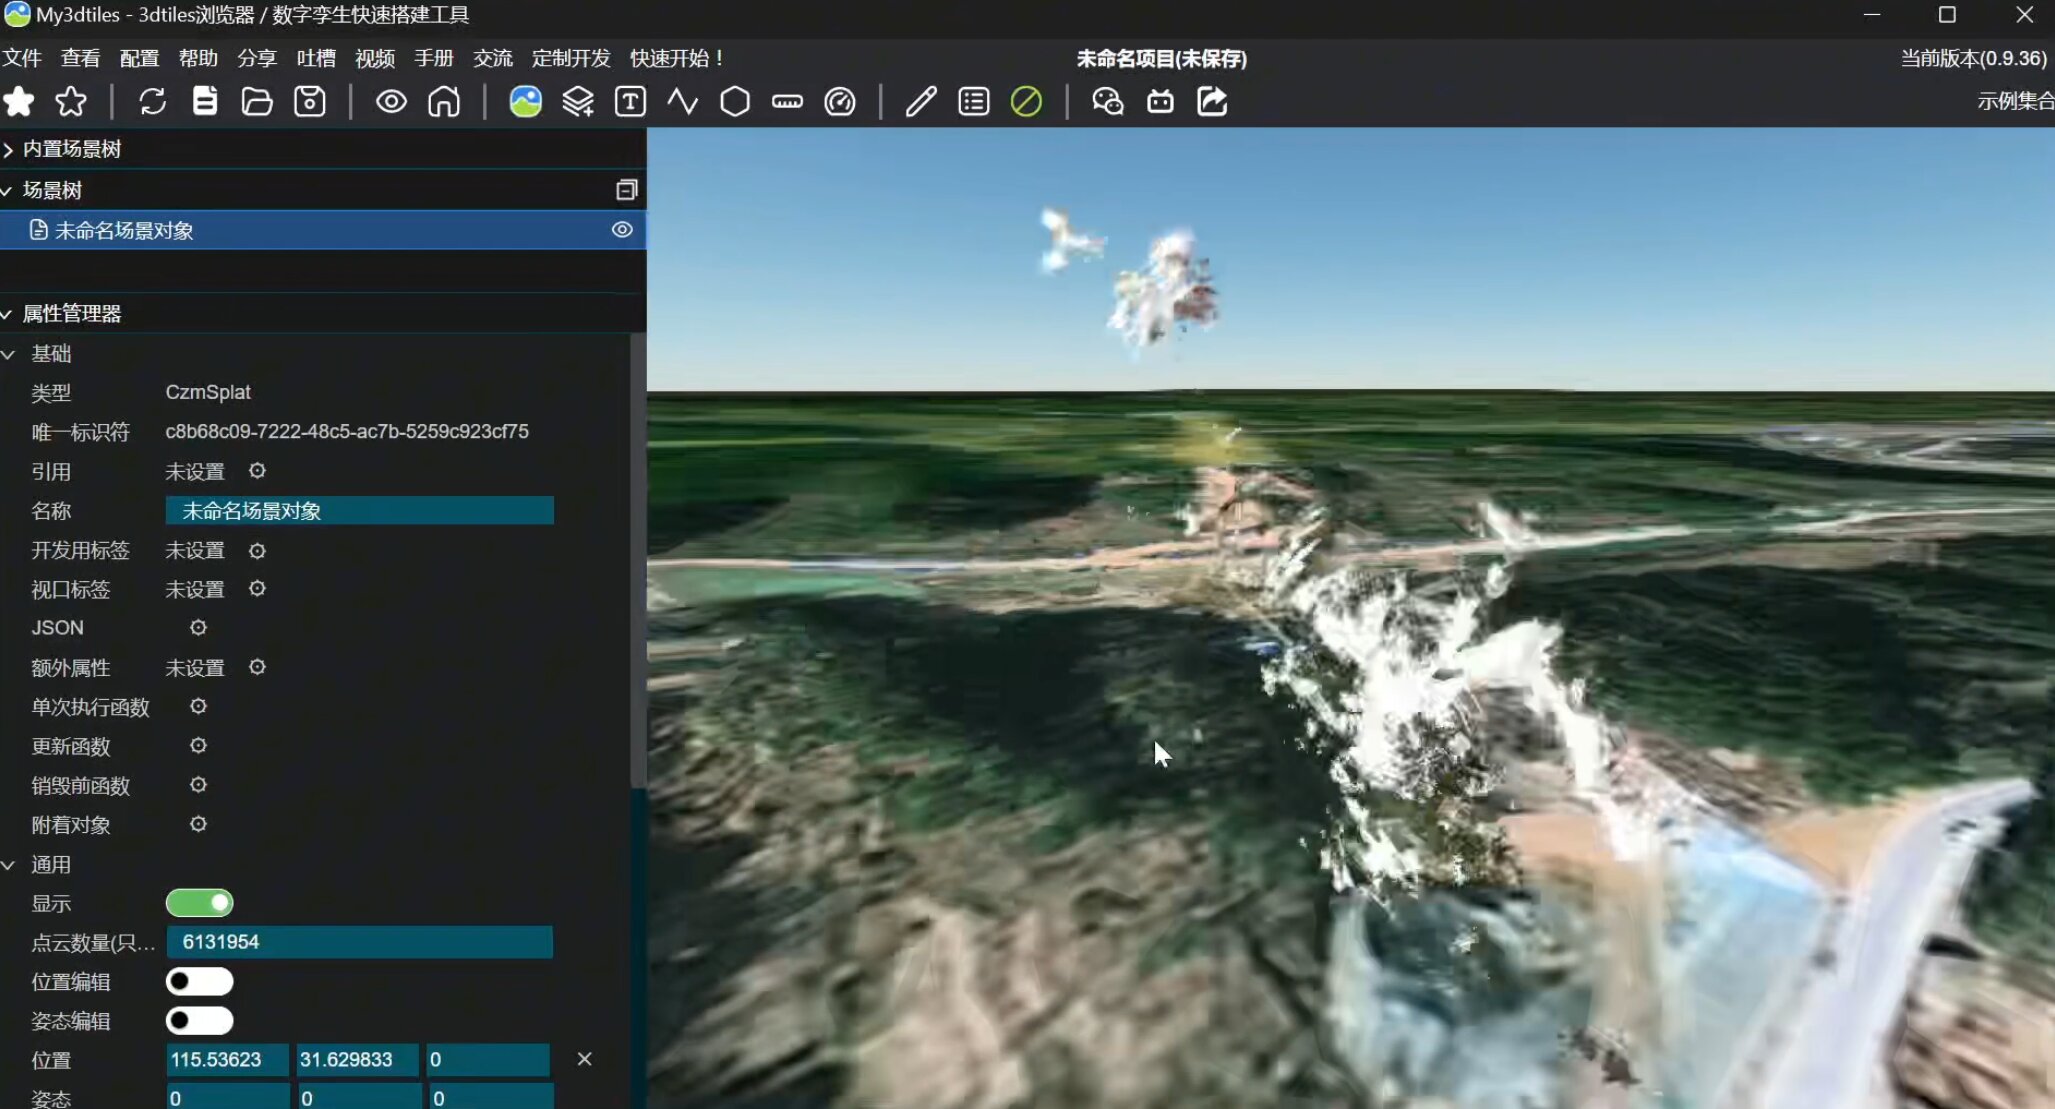 My3dtiles - 3dtiles浏览器 / 数字孪生快速搭建工具
文件 查看 配置 帮助 分享 吐槽 视频 手册 交流 定制开发 快速开始！ 未命名项目(未保存) 当前版本(0.9.36)
示例集合
内置场景树
场景树
未命名场景对象
属性管理器
基础
类型 CzmSplat
唯一标识符 c8b68c09-7222-48c5-ac7b-5259c923cf75
引用 未设置
名称 未命名场景对象
开发用标签 未设置
视口标签 未设置
JSON
额外属性 未设置
单次执行函数
更新函数
销毁前函数
附着对象
通用
显示
点云数量(只... 6131954
位置编辑
姿态编辑
位置 115.53623 31.629833 0
姿态 0 0 0